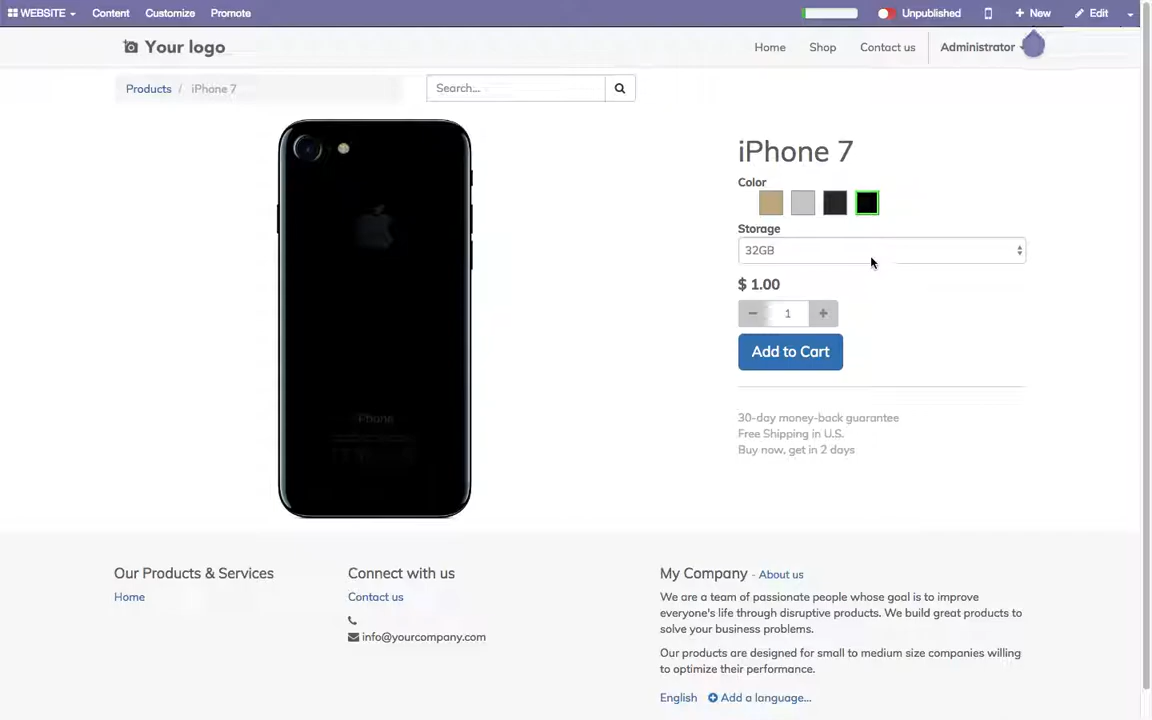 WEBSITE Content Customize Promote Unpublished New Edit
Your logo Home Shop Contact us Administrator
Products / iPhone 7 Search...
iPhone 7
Color
Storage
32GB
$ 1.00
1
Add to Cart
iPhone
30-day money-back guarantee
Free Shipping in U.S.
Buy now, get in 2 days
Our Products & Services
Home
Connect with us
Contact us
info@yourcompany.com
My Company - About us
We are a team of passionate people whose goal is to improve
everyone's life through disruptive products. We build great products to
solve your business problems.
Our products are designed for small to medium size companies willing
to optimize their performance.
English Add a language...